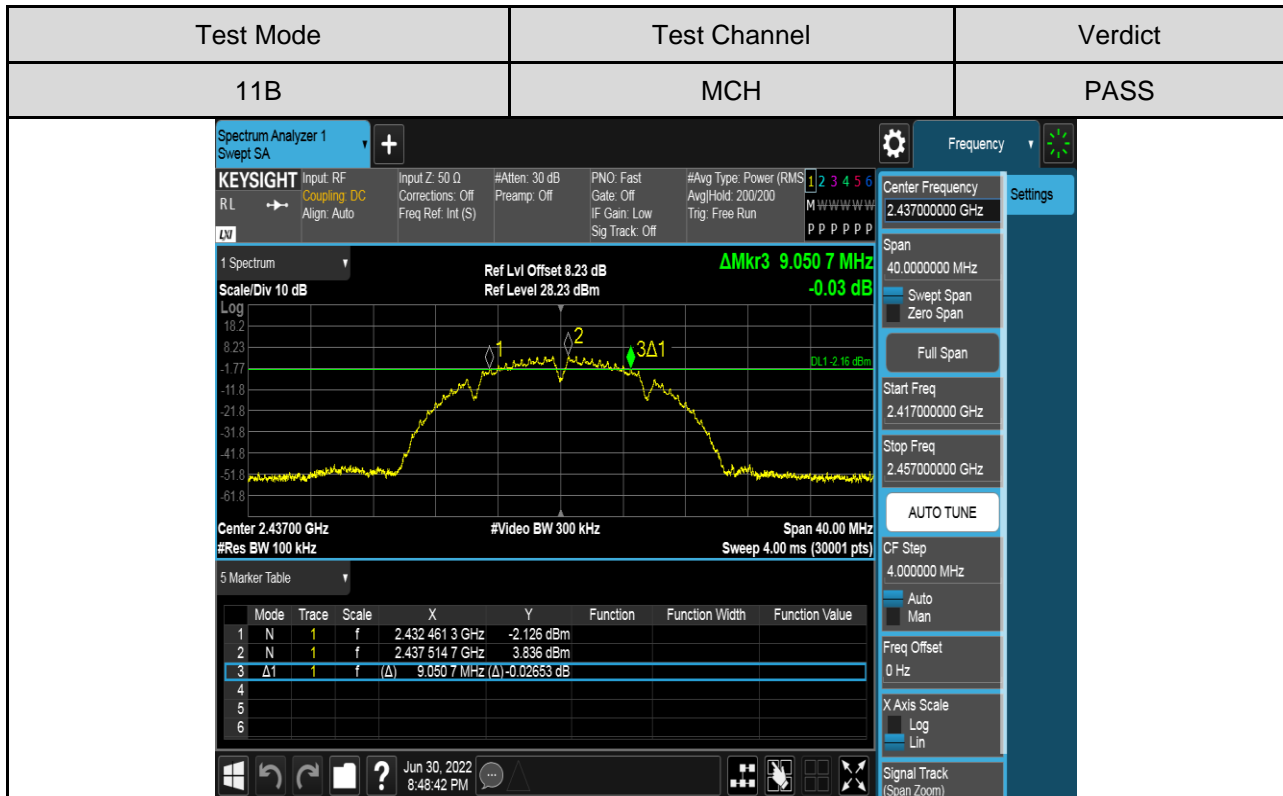 Test Mode Test Channel Verdict
11B MCH PASS
Spectrum Analyzer 1
Swept SA
+
Frequency
KEYSIGHT Input: RF Input Z: 50 Ω #Atten: 30 dB PNO: Fast #Avg Type: Power (RMS 1 2 3 4 5 6
RL Coupling: DC Corrections: Off Preamp: Off Gate: Off Avg|Hold: 200/200 M W W W W W
Align: Auto Freq Ref: Int (S) IF Gain: Low Trig: Free Run
LXI Sig Track: Off P P P P P P
1 Spectrum Ref Lvl Offset 8.23 dB ΔMkr3 9.050 7 MHz
Scale/Div 10 dB Ref Level 28.23 dBm -0.03 dB
Log
18.2
8.23
-1.77
-11.8
-21.8
-31.8
-41.8
-51.8
-61.8
1 2 3Δ1
DL1 -2.16 dBm
Center 2.43700 GHz #Video BW 300 kHz Span 40.00 MHz
#Res BW 100 kHz Sweep 4.00 ms (30001 pts)
5 Marker Table
Mode Trace Scale X Y Function Function Width Function Value
1 N 1 f 2.432 461 3 GHz -2.126 dBm
2 N 1 f 2.437 514 7 GHz 3.836 dBm
3 Δ1 1 f (Δ) 9.050 7 MHz (Δ) -0.02653 dB
4
5
6
? Jun 30, 2022
8:48:42 PM
Center Frequency
2.437000000 GHz
Settings
Span
40.0000000 MHz
Swept Span
Zero Span
Full Span
Start Freq
2.417000000 GHz
Stop Freq
2.457000000 GHz
AUTO TUNE
CF Step
4.000000 MHz
Auto
Man
Freq Offset
0 Hz
X Axis Scale
Log
Lin
Signal Track
(Span Zoom)